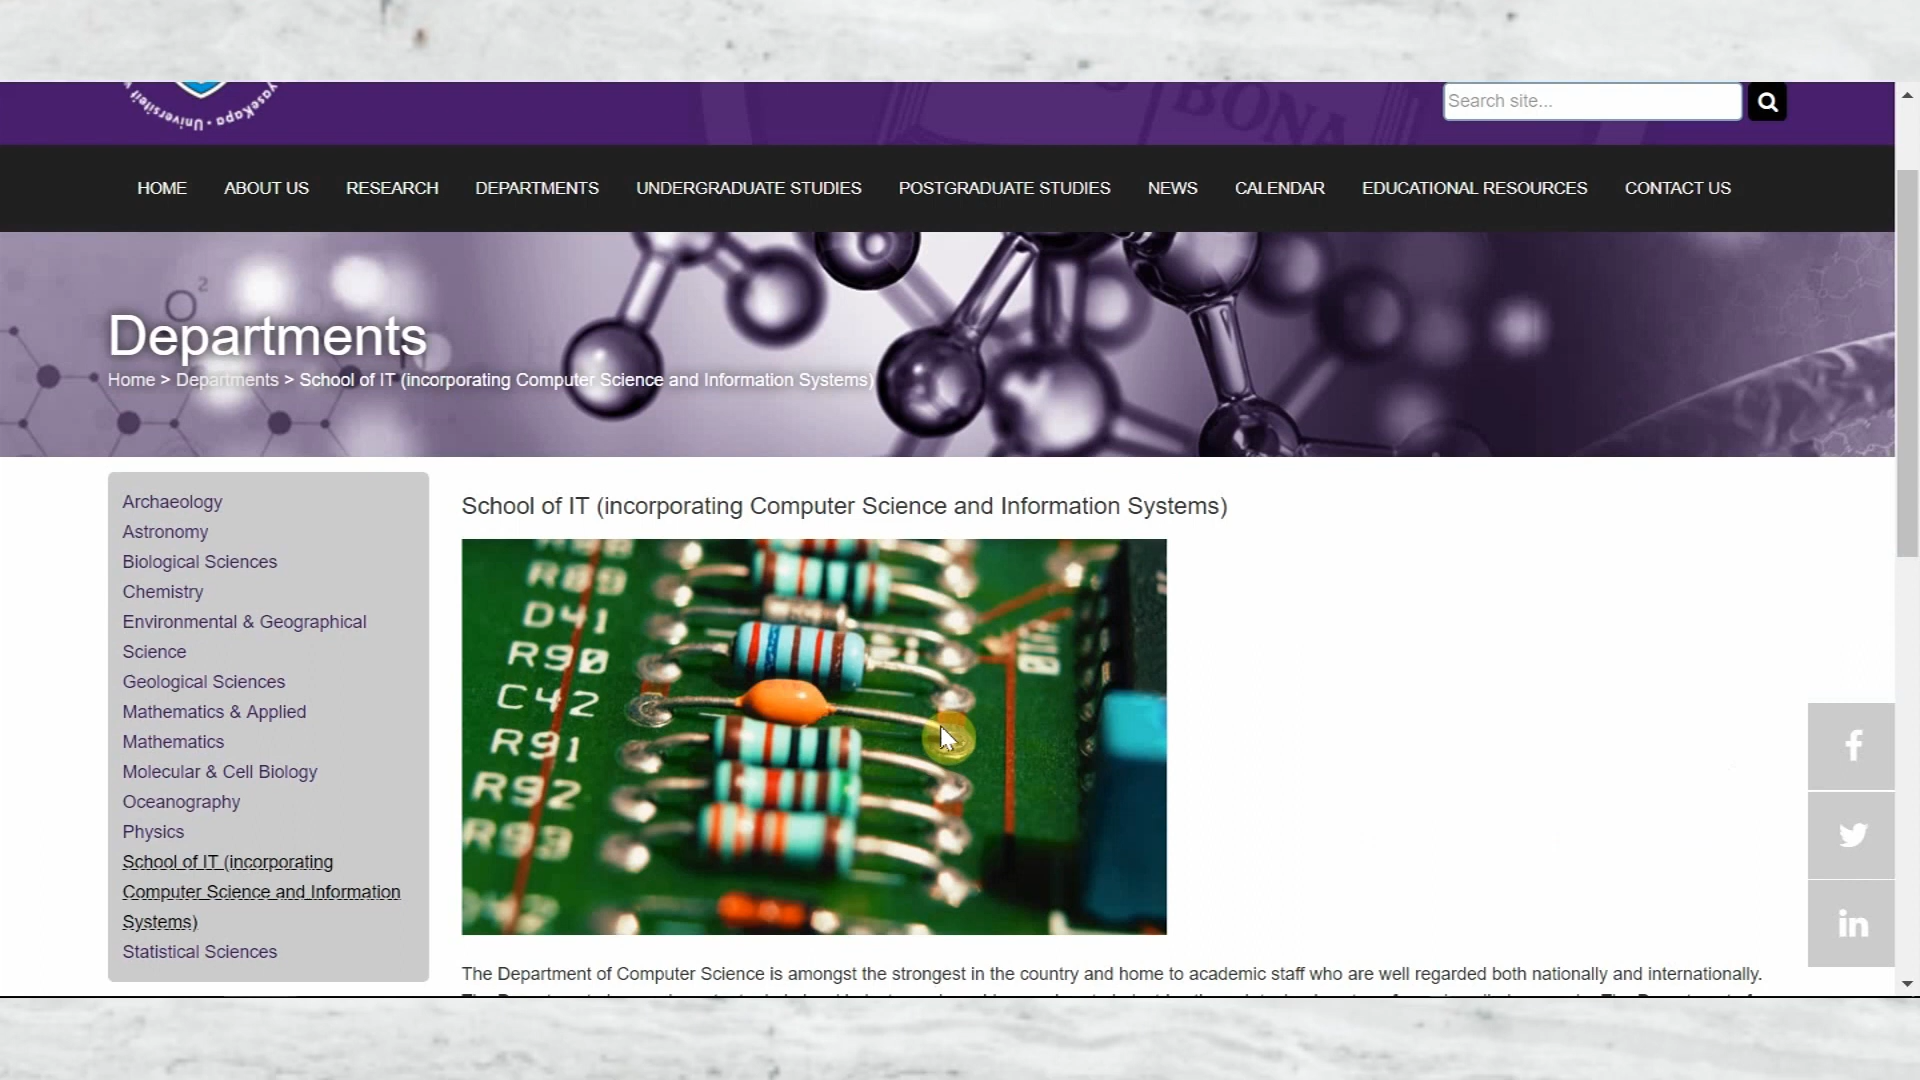 yaseKapa · Universiteit
BONA
Search site...
HOME ABOUT US RESEARCH DEPARTMENTS UNDERGRADUATE STUDIES POSTGRADUATE STUDIES NEWS CALENDAR EDUCATIONAL RESOURCES CONTACT US
O2
Departments
Home > Departments > School of IT (incorporating Computer Science and Information Systems)
Archaeology
Astronomy
Biological Sciences
Chemistry
Environmental & Geographical
Science
Geological Sciences
Mathematics & Applied
Mathematics
Molecular & Cell Biology
Oceanography
Physics
School of IT (incorporating
Computer Science and Information
Systems)
Statistical Sciences
School of IT (incorporating Computer Science and Information Systems)
R89
D41
R90
C42
R91
R92
R93
f
in
The Department of Computer Science is amongst the strongest in the country and home to academic staff who are well regarded both nationally and internationally.